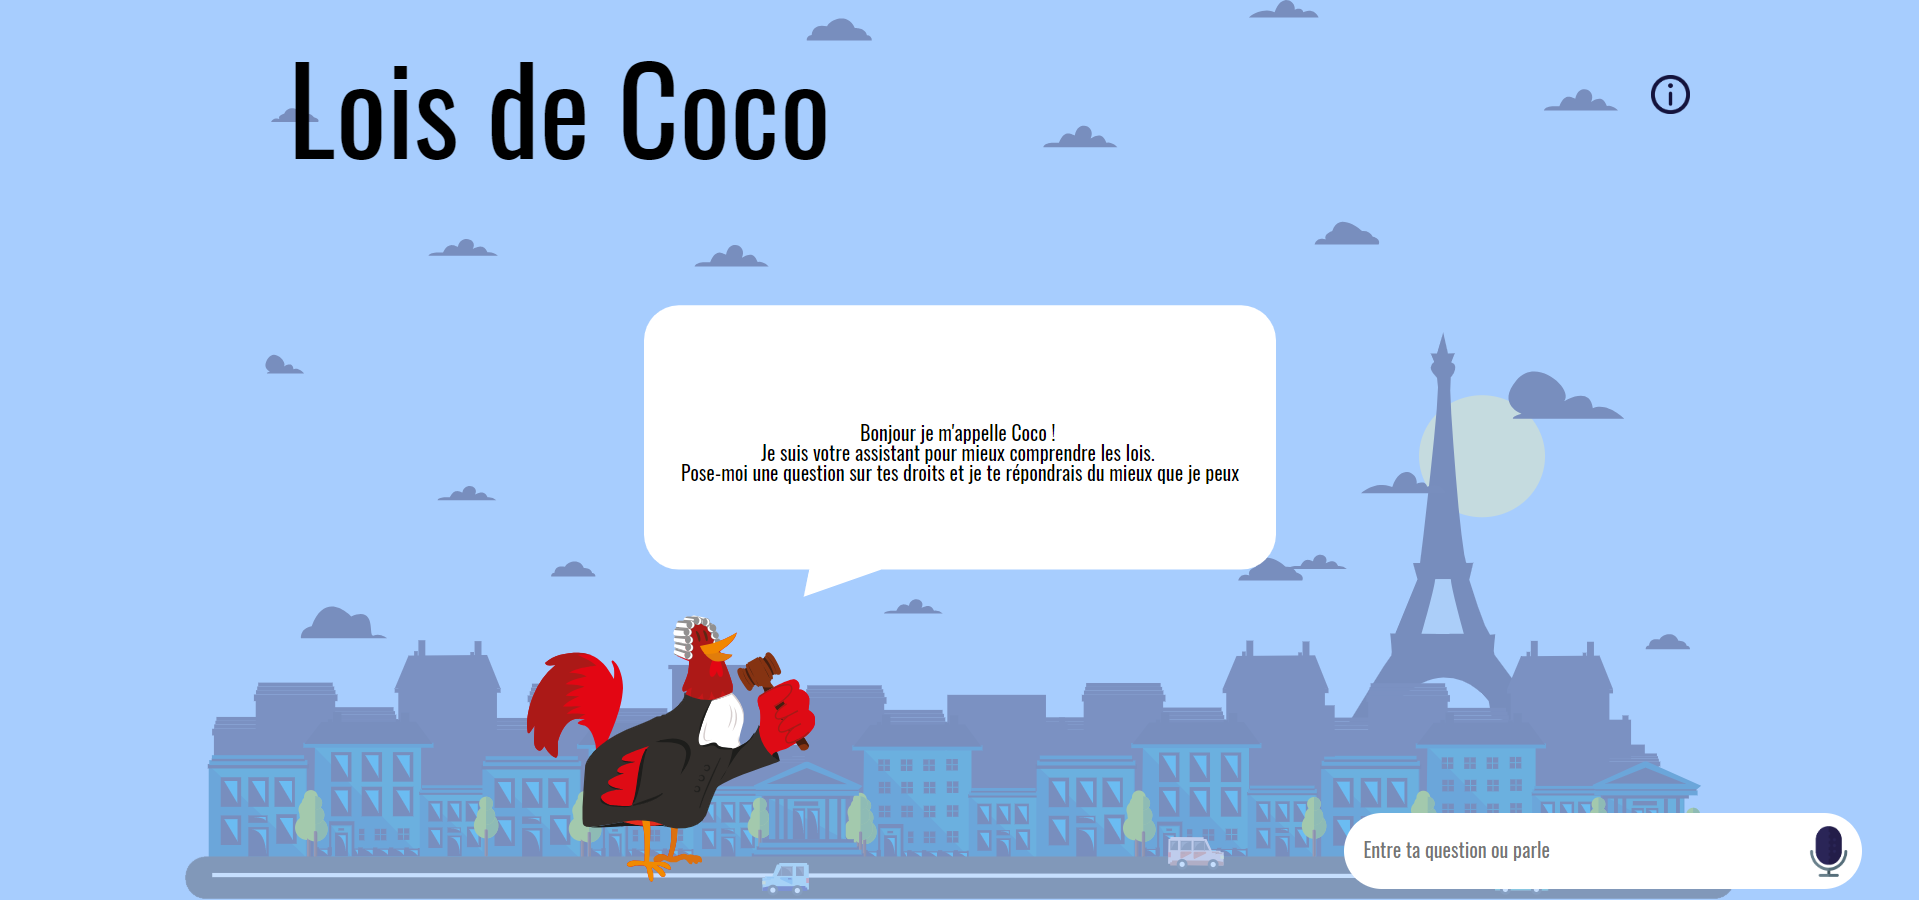 Lois de Coco
Bonjour je m'appelle Coco !
Je suis votre assistant pour mieux comprendre les lois.
Pose-moi une question sur tes droits et je te répondrais du mieux que je peux
Entre ta question ou parle